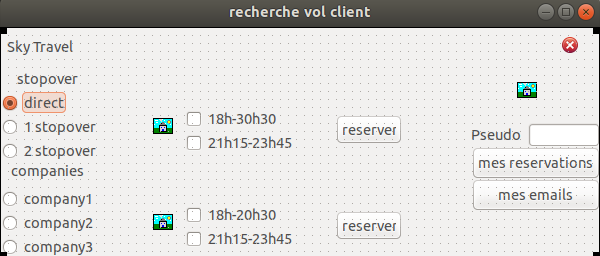 recherche vol client
Sky Travel
stopover
direct
1 stopover
2 stopover
companies
company1
company2
company3
18h-30h30
21h15-23h45
reserver
18h-20h30
21h15-23h45
reserver
Pseudo
mes reservations
mes emails